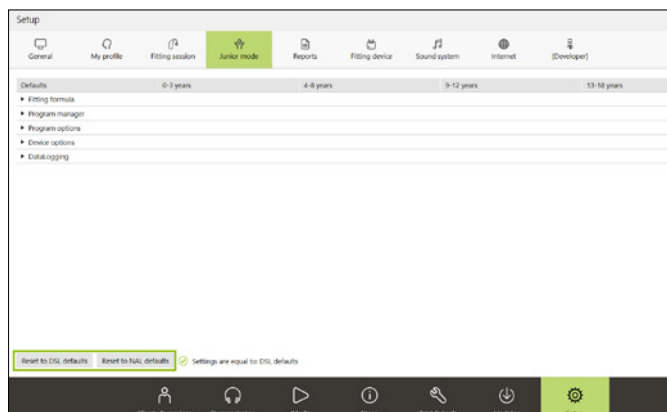 Setup
General My profile Fitting session Junior mode Reports Fitting device Sound system Internet [Developer]
Defaults 0-3 years 4-8 years 9-12 years 13-18 years
Fitting formula
Program manager
Program options
Device options
DataLogging
Reset to DSL defaults Reset to NAL defaults Settings are equal to: DSL defaults